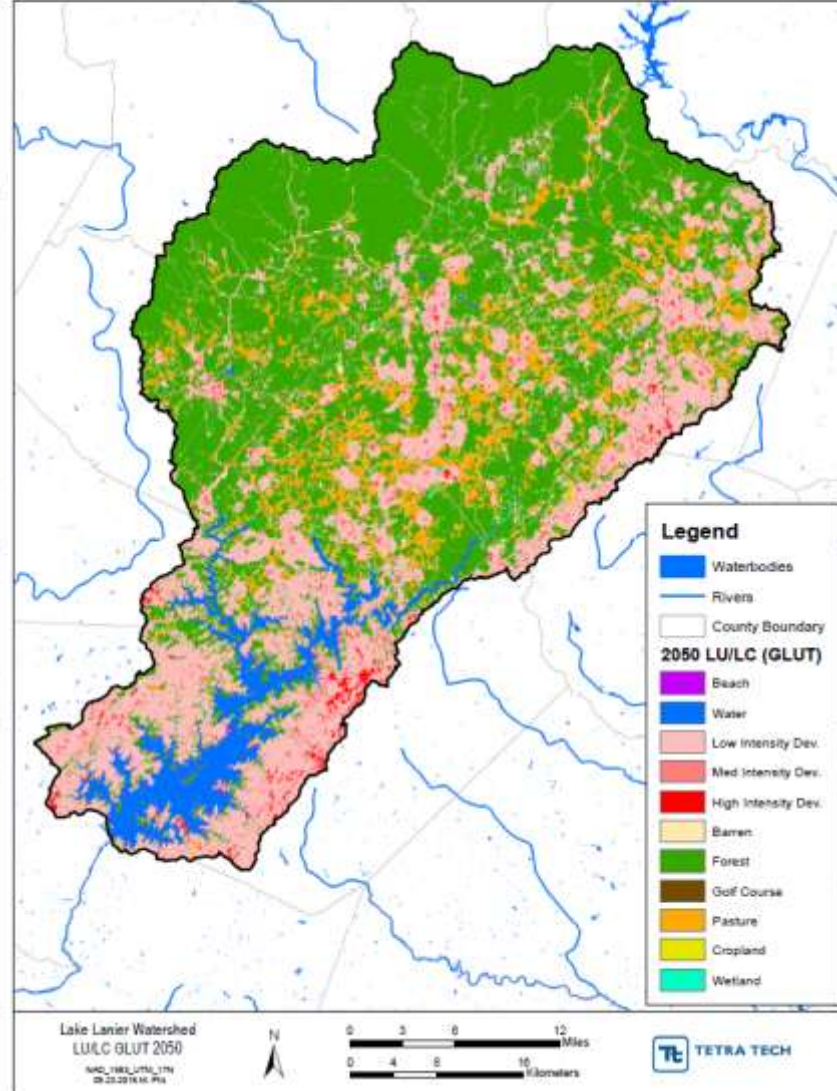 Legend
Waterbodies
Rivers
County Boundary
2050 LU/LC (GLUT)
Beach
Water
Low Intensity Dev.
Med Intensity Dev.
High Intensity Dev.
Barren
Forest
Golf Course
Pasture
Cropland
Wetland
Lake Lanier Watershed
LU/LC GLUT 2050
N
0 3 6 12
Miles
0 4 8 16
Kilometers
Tt TETRA TECH